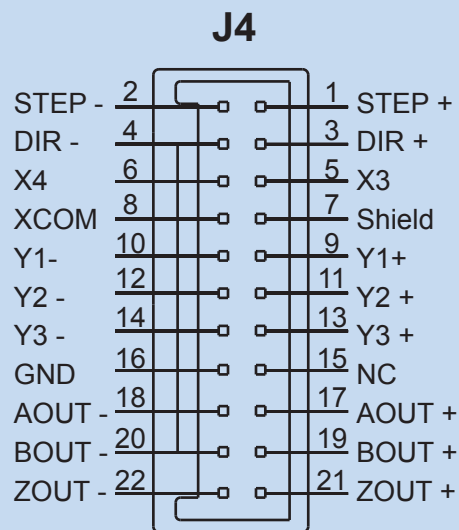 J4
STEP - 2 1 STEP +
DIR - 4 3 DIR +
X4 6 5 X3
XCOM 8 7 Shield
Y1- 10 9 Y1+
Y2 - 12 11 Y2 +
Y3 - 14 13 Y3 +
GND 16 15 NC
AOUT - 18 17 AOUT +
BOUT - 20 19 BOUT +
ZOUT - 22 21 ZOUT +